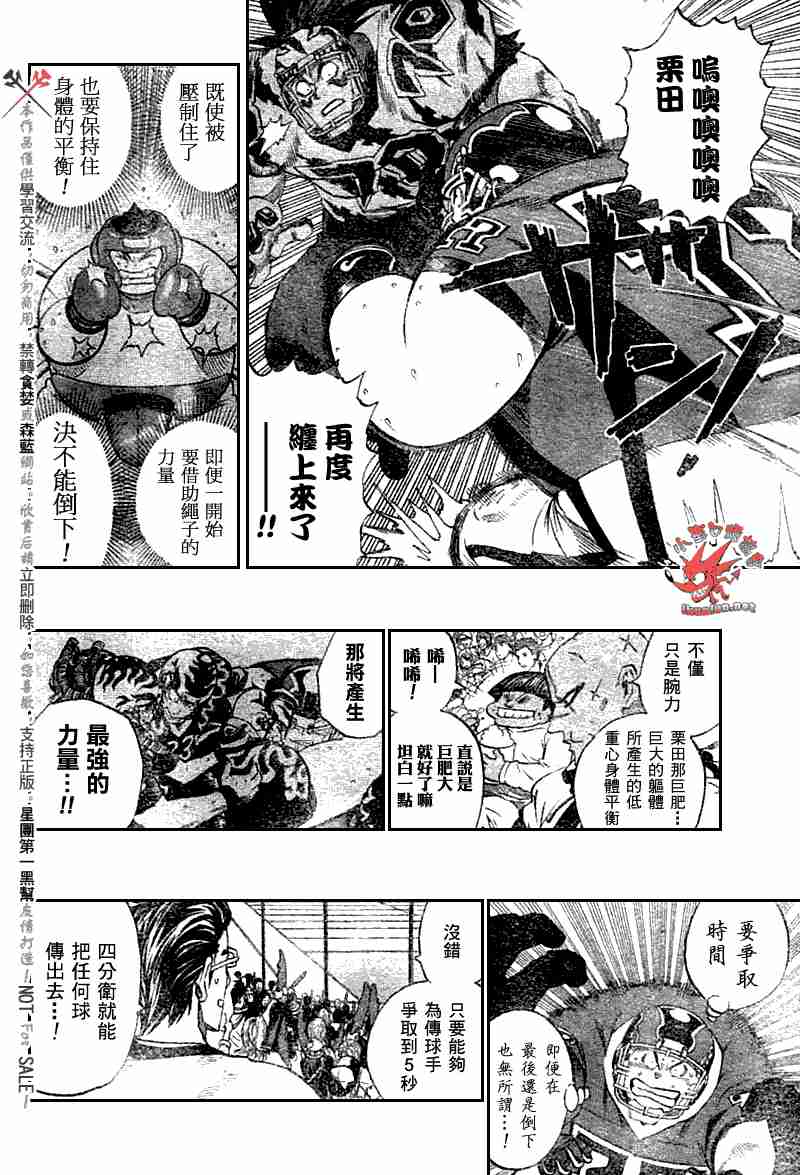 嗚噢噢噢噢
栗田
再度
纏上來了
——!!
既使被
壓制住了
也要保持住
身體的平衡！
即便一開始
要借助繩子的
力量
決不能倒下！
不僅
只是腕力
栗田那巨肥…
巨大的軀體
所產生的低
重心身體平衡
唏—
唏唏！
直説是
巨肥大
就好了嘛
坦白一點
那將產生
最強的
力量…!!
要爭取
時間
即便在
最後還是倒下
也無所謂…！
沒錯
只要能夠
為傳球手
爭取到5秒
四分衛就能
把任何球
傳出去…！
本作品僅供學習交流，切勿商用，禁轉貪婪或森藍網站。欣賞后請立即刪除，如您喜歡，支持正版…星團第一黑幫友情打造！NOT For SALE!